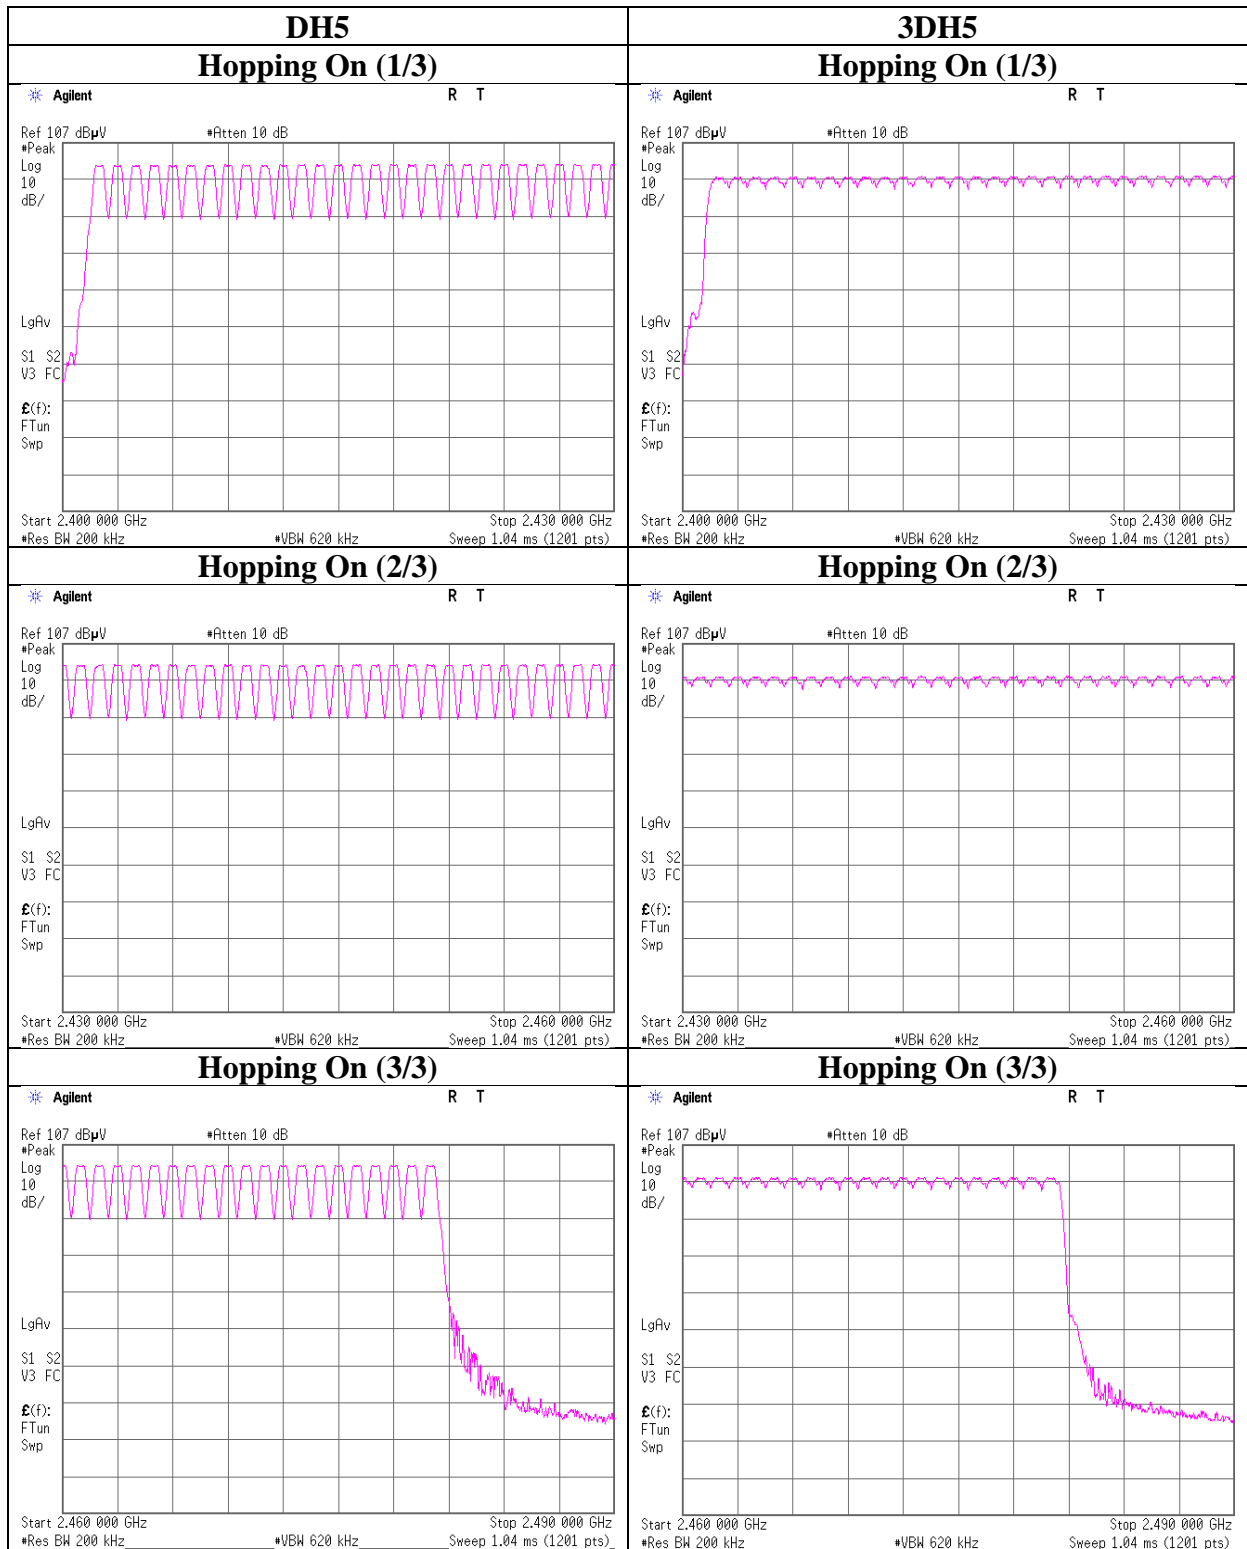 DH5
3DH5
Hopping On (1/3)
Hopping On (1/3)
Agilent R T
Ref 107 dBµV #Atten 10 dB
#Peak
Log
10
dB/
LgAv
S1 S2
V3 FC
£(f):
FTun
Swp
Start 2.400 000 GHz Stop 2.430 000 GHz
#Res BW 200 kHz #VBW 620 kHz Sweep 1.04 ms (1201 pts)
Agilent R T
Ref 107 dBµV #Atten 10 dB
#Peak
Log
10
dB/
LgAv
S1 S2
V3 FC
£(f):
FTun
Swp
Start 2.400 000 GHz Stop 2.430 000 GHz
#Res BW 200 kHz #VBW 620 kHz Sweep 1.04 ms (1201 pts)
Hopping On (2/3)
Hopping On (2/3)
Agilent R T
Ref 107 dBµV #Atten 10 dB
#Peak
Log
10
dB/
LgAv
S1 S2
V3 FC
£(f):
FTun
Swp
Start 2.430 000 GHz Stop 2.460 000 GHz
#Res BW 200 kHz #VBW 620 kHz Sweep 1.04 ms (1201 pts)
Agilent R T
Ref 107 dBµV #Atten 10 dB
#Peak
Log
10
dB/
LgAv
S1 S2
V3 FC
£(f):
FTun
Swp
Start 2.430 000 GHz Stop 2.460 000 GHz
#Res BW 200 kHz #VBW 620 kHz Sweep 1.04 ms (1201 pts)
Hopping On (3/3)
Hopping On (3/3)
Agilent R T
Ref 107 dBµV #Atten 10 dB
#Peak
Log
10
dB/
LgAv
S1 S2
V3 FC
£(f):
FTun
Swp
Start 2.460 000 GHz Stop 2.490 000 GHz
#Res BW 200 kHz #VBW 620 kHz Sweep 1.04 ms (1201 pts)
Agilent R T
Ref 107 dBµV #Atten 10 dB
#Peak
Log
10
dB/
LgAv
S1 S2
V3 FC
£(f):
FTun
Swp
Start 2.460 000 GHz Stop 2.490 000 GHz
#Res BW 200 kHz #VBW 620 kHz Sweep 1.04 ms (1201 pts)